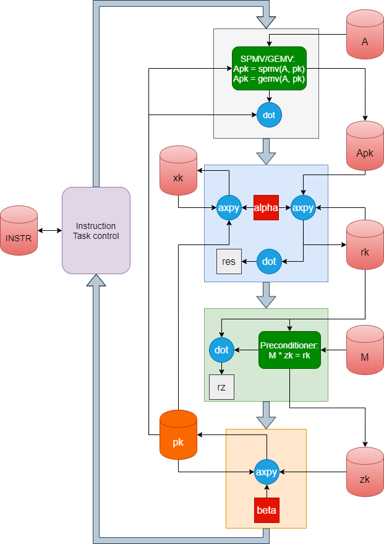 A
SPMV/GEMV:
Apk = spmv(A, pk)
Apk = gemv(A, pk)
dot
Apk
xk
axpy
alpha
axpy
INSTR
Instruction
Task control
res
dot
rk
dot
Preconditioner:
M * zk = rk
M
rz
pk
axpy
zk
beta